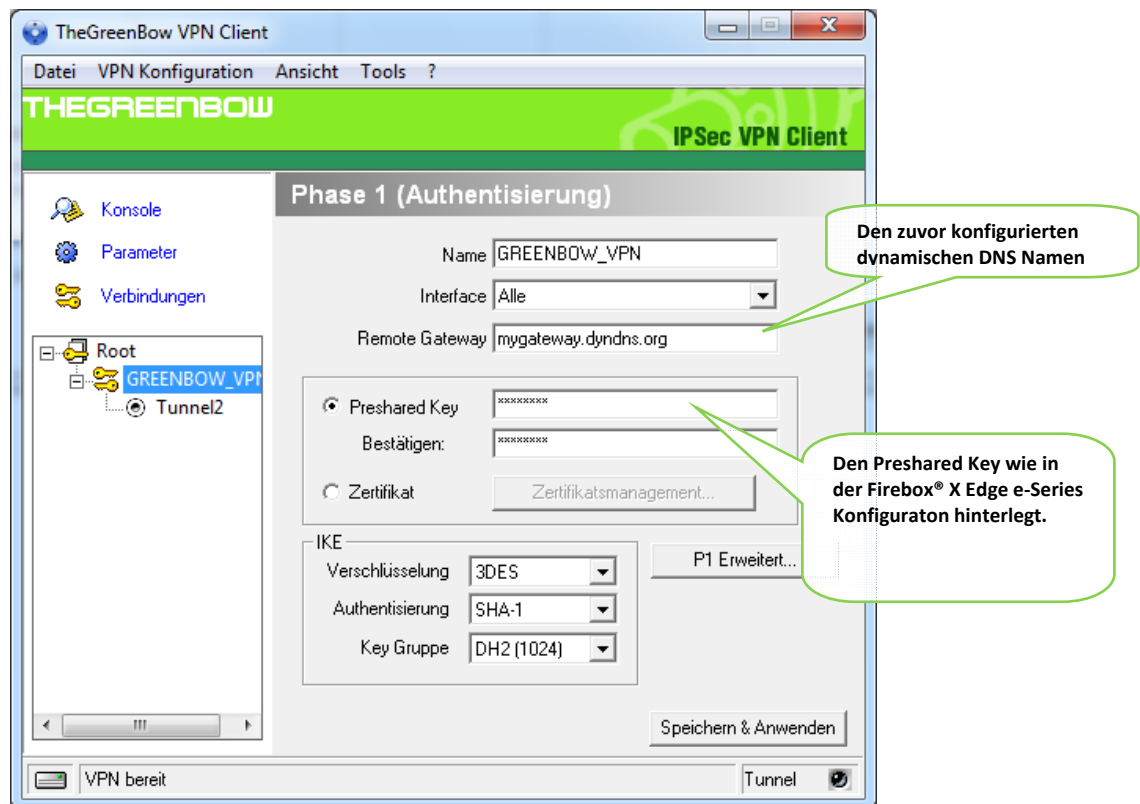 TheGreenBow VPN Client
Datei VPN Konfiguration Ansicht Tools ?
THEGREENBOW
IPSec VPN Client
Konsole
Parameter
Verbindungen
Root
GREENBOW_VPN
Tunnel2
Phase 1 (Authentisierung)
Name GREENBOW_VPN
Interface Alle
Remote Gateway mygateway.dyndns.org
Preshared Key ********
Bestätigen: ********
Zertifikat Zertifikatsmanagement...
IKE
Verschlüsselung 3DES
Authentisierung SHA-1
Key Gruppe DH2 (1024)
P1 Erweitert...
Speichern & Anwenden
VPN bereit
Tunnel
Den zuvor konfigurierten
dynamischen DNS Namen
Den Preshared Key wie in
der Firebox® X Edge e-Series
Konfiguraton hinterlegt.